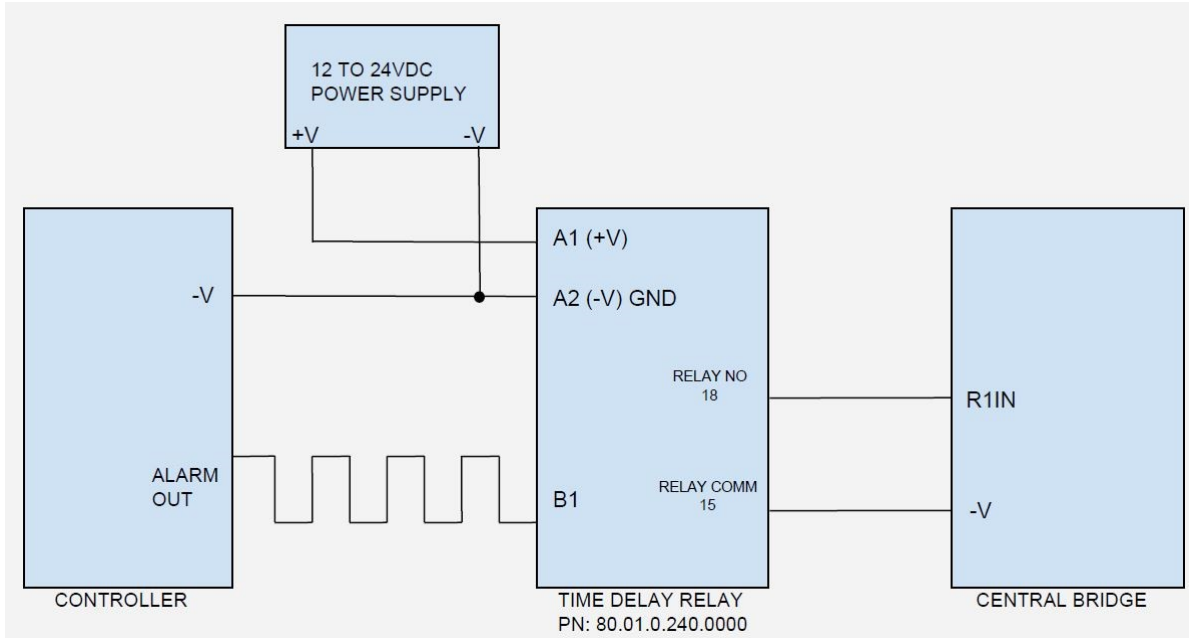 12 TO 24VDC
POWER SUPPLY
+V
-V
-V
ALARM
OUT
CONTROLLER
A1 (+V)
A2 (-V) GND
RELAY NO
18
B1
RELAY COMM
15
TIME DELAY RELAY
PN: 80.01.0.240.0000
R1IN
-V
CENTRAL BRIDGE